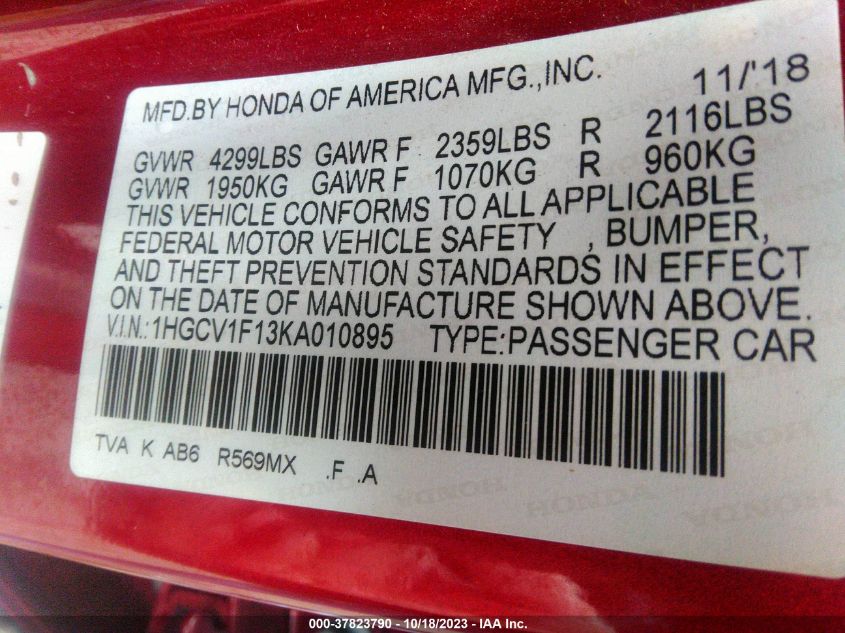 MFD.BY HONDA OF AMERICA MFG.,INC. 11/'18
GVWR 4299LBS GAWR F 2359LBS R 2116LBS
GVWR 1950KG GAWR F 1070KG R 960KG
THIS VEHICLE CONFORMS TO ALL APPLICABLE
FEDERAL MOTOR VEHICLE SAFETY , BUMPER,
AND THEFT PREVENTION STANDARDS IN EFFECT
ON THE DATE OF MANUFACTURE SHOWN ABOVE.
V.I.N.:1HGCV1F13KA010895 TYPE:PASSENGER CAR
TVA K AB6 R569MX .F .A
HONDA HONDA HONDA
000-37823790 - 10/18/2023 - IAA Inc.